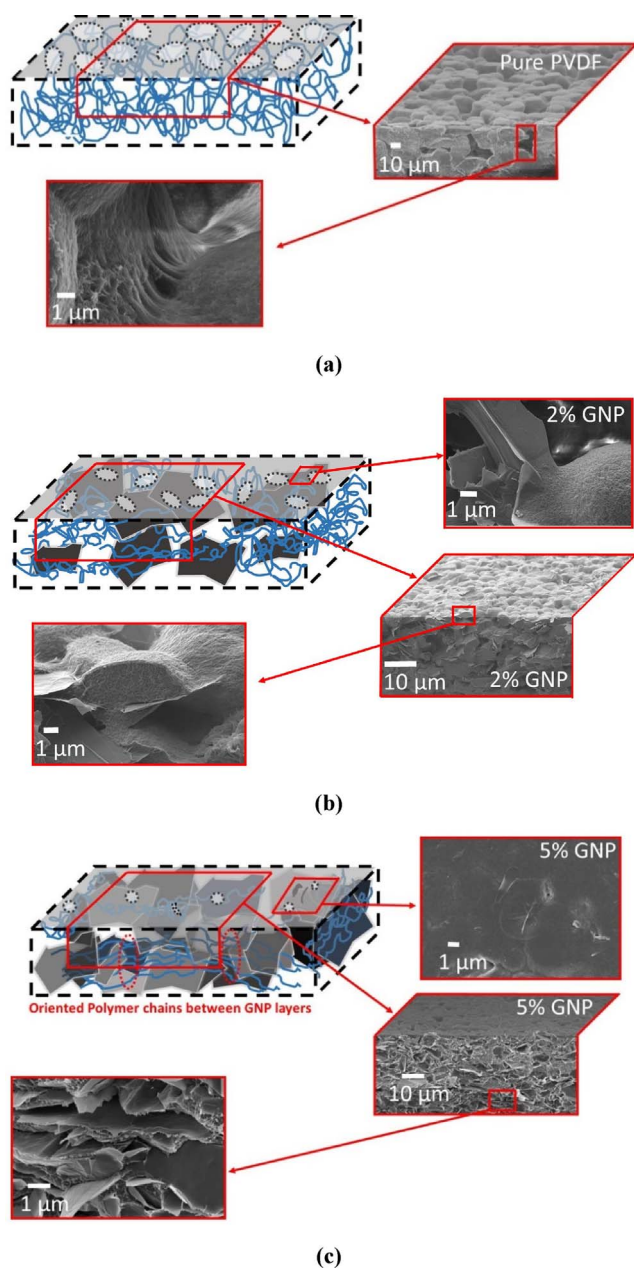 Pure PVDF
10 μm
1 μm
(a)
2% GNP
1 μm
10 μm
2% GNP
1 μm
(b)
5% GNP
1 μm
Oriented Polymer chains between GNP layers
5% GNP
10 μm
1 μm
(c)